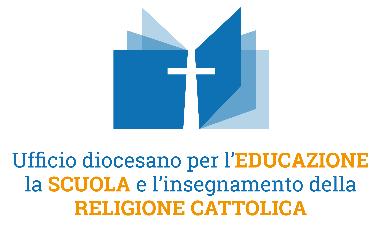 Ufficio diocesano per l'EDUCAZIONE
la SCUOLA e l'insegnamento della
RELIGIONE CATTOLICA